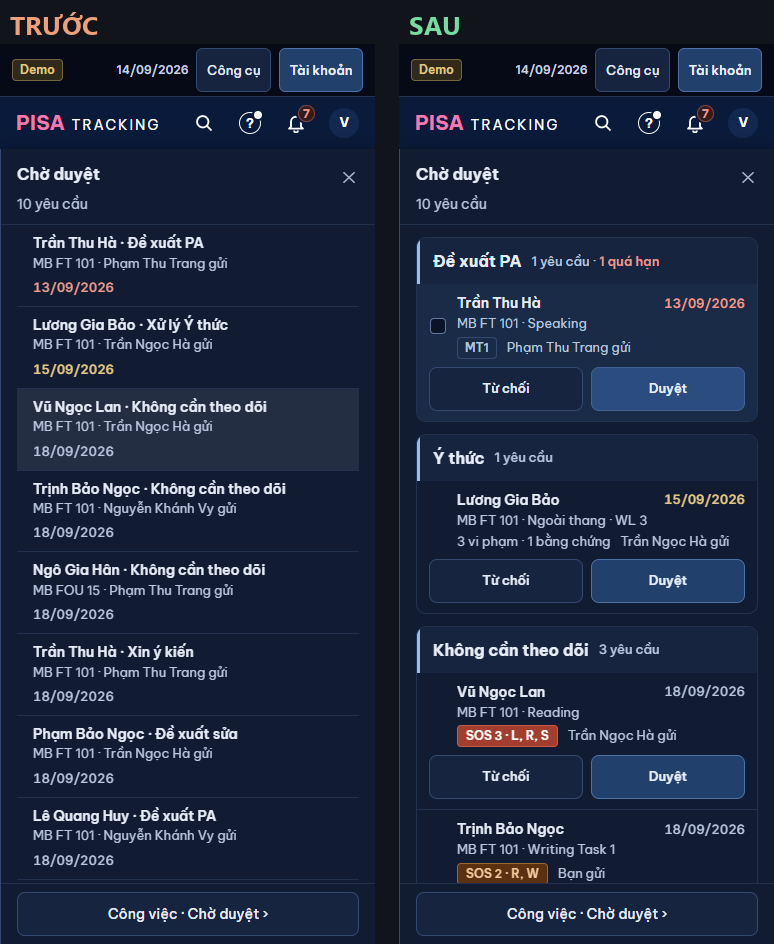 TRƯỚC
Demo 14/09/2026 Công cụ Tài khoản
PISA TRACKING ? 7 V
Chờ duyệt
10 yêu cầu
Trần Thu Hà · Đề xuất PA
MB FT 101 · Phạm Thu Trang gửi
13/09/2026
Lương Gia Bảo · Xử lý Ý thức
MB FT 101 · Trần Ngọc Hà gửi
15/09/2026
Vũ Ngọc Lan · Không cần theo dõi
MB FT 101 · Trần Ngọc Hà gửi
18/09/2026
Trịnh Bảo Ngọc · Không cần theo dõi
MB FT 101 · Nguyễn Khánh Vy gửi
18/09/2026
Ngô Gia Hân · Không cần theo dõi
MB FOU 15 · Phạm Thu Trang gửi
18/09/2026
Trần Thu Hà · Xin ý kiến
MB FT 101 · Phạm Thu Trang gửi
18/09/2026
Phạm Bảo Ngọc · Đề xuất sửa
MB FT 101 · Trần Ngọc Hà gửi
18/09/2026
Lê Quang Huy · Đề xuất PA
MB FT 101 · Nguyễn Khánh Vy gửi
18/09/2026
Công việc · Chờ duyệt ›
SAU
Demo 14/09/2026 Công cụ Tài khoản
PISA TRACKING ? 7 V
Chờ duyệt
10 yêu cầu
Đề xuất PA 1 yêu cầu · 1 quá hạn
Trần Thu Hà 13/09/2026
MB FT 101 · Speaking
MT1 Phạm Thu Trang gửi
Từ chối Duyệt
Ý thức 1 yêu cầu
Lương Gia Bảo 15/09/2026
MB FT 101 · Ngoài thang · WL 3
3 vi phạm · 1 bằng chứng Trần Ngọc Hà gửi
Từ chối Duyệt
Không cần theo dõi 3 yêu cầu
Vũ Ngọc Lan 18/09/2026
MB FT 101 · Reading
SOS 3 · L, R, S Trần Ngọc Hà gửi
Từ chối Duyệt
Trịnh Bảo Ngọc 18/09/2026
MB FT 101 · Writing Task 1
SOS 2 · R, W Bạn gửi
Công việc · Chờ duyệt ›